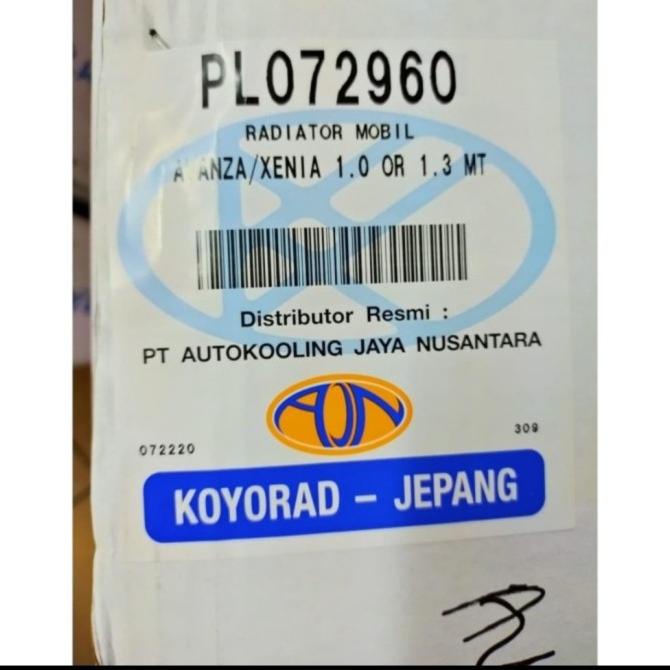 PL072960
RADIATOR MOBIL
A ANZA/XENIA 1.0 OR 1.3 MT
Distributor Resmi :
PT AUTOKOOLING JAYA NUSANTARA
AJN
072220
309
KOYORAD – JEPANG